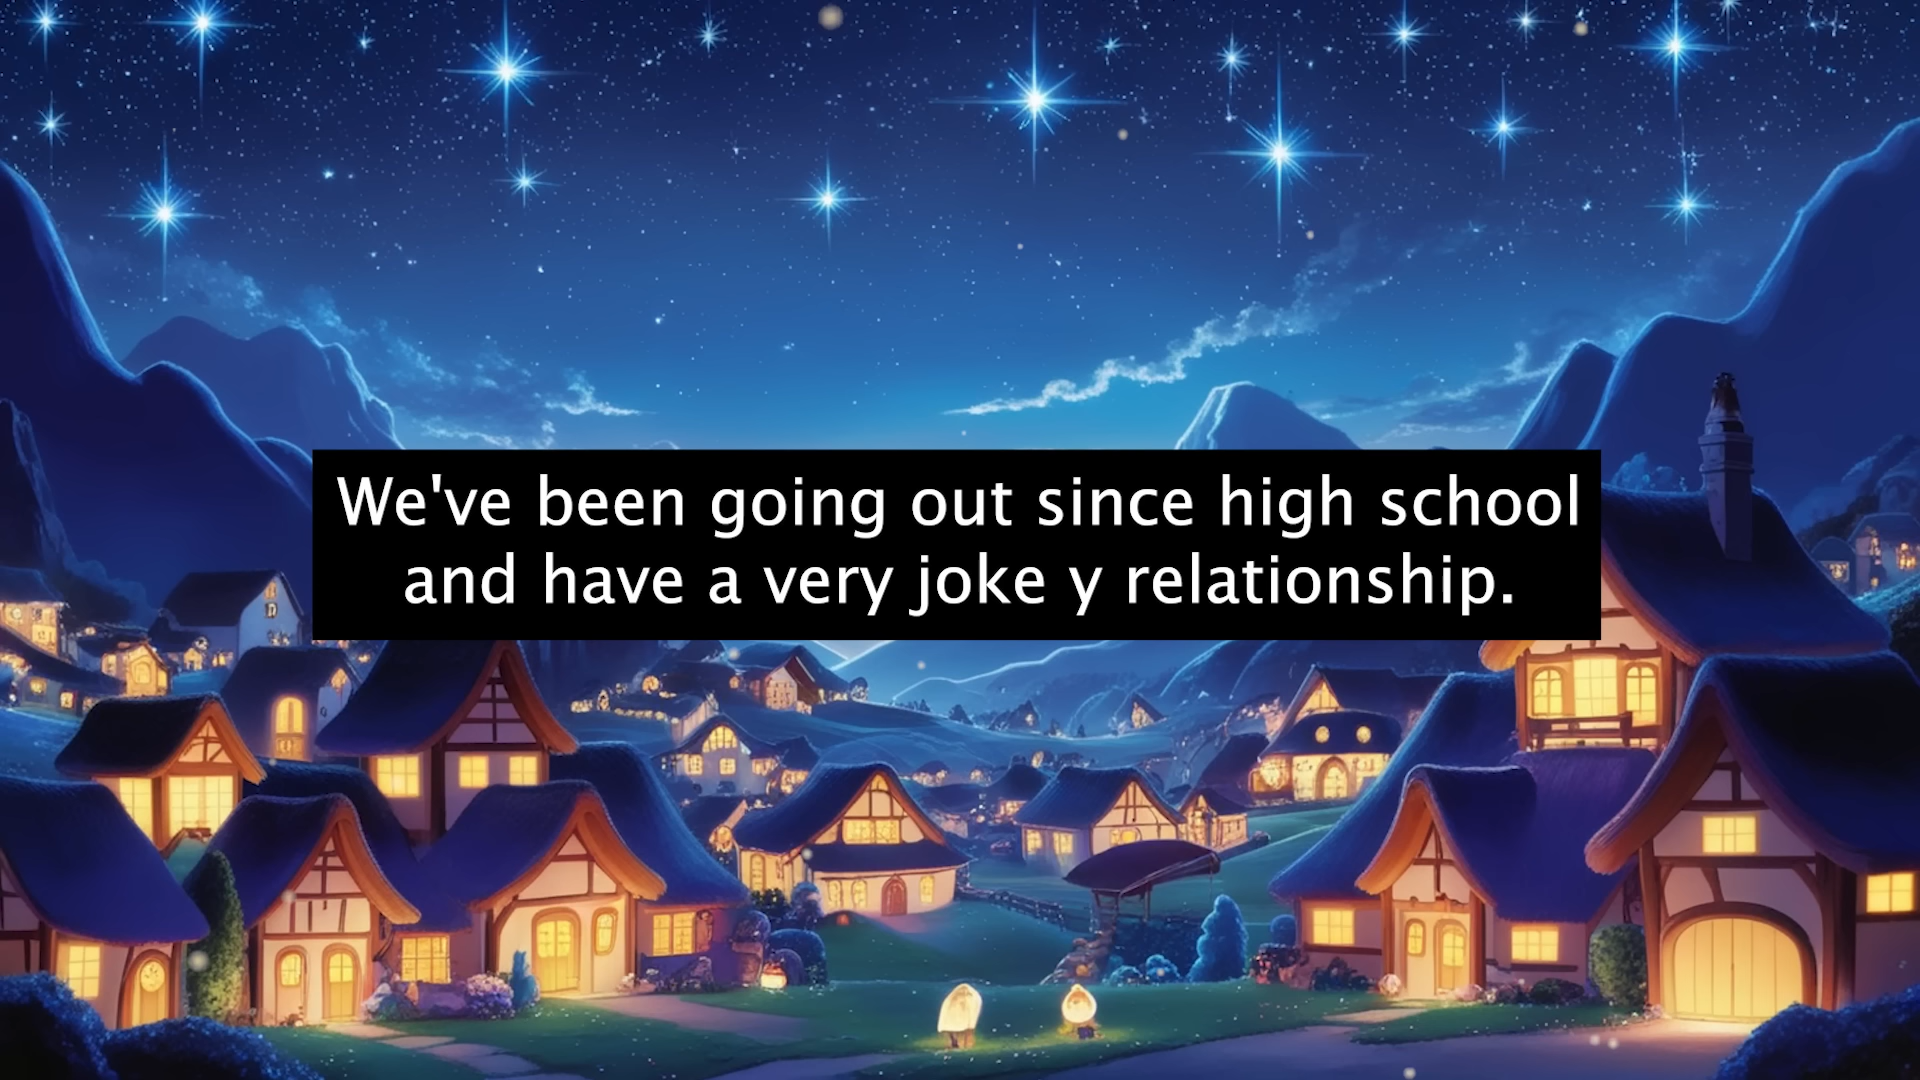 We've been going out since high school
and have a very joke y relationship.